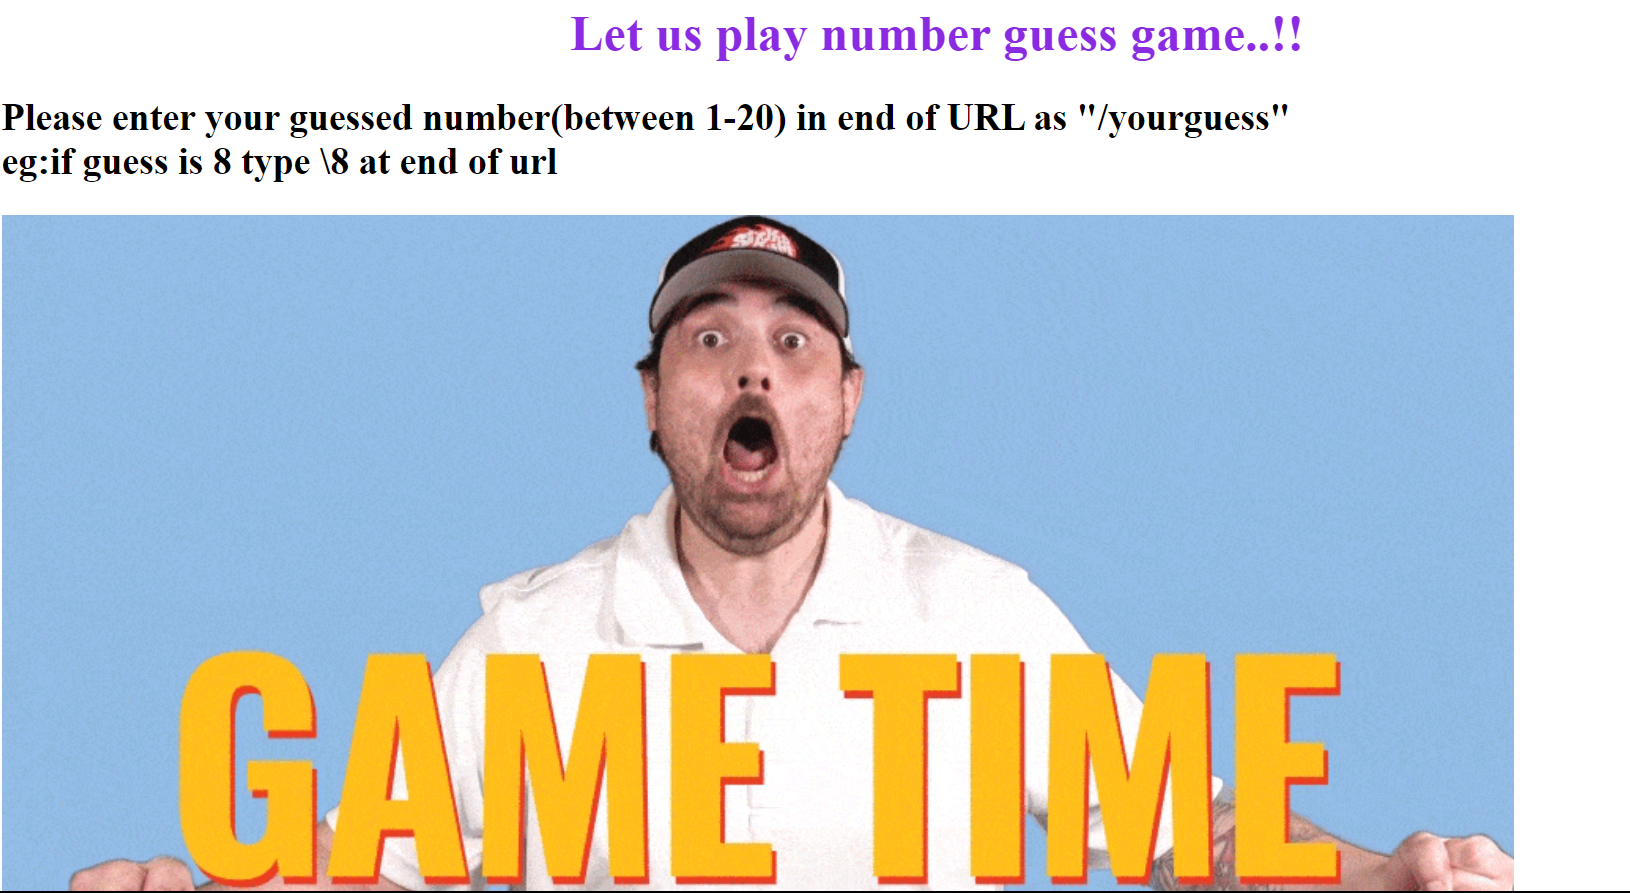 Let us play number guess game..!!
Please enter your guessed number(between 1-20) in end of URL as "/yourguess"
eg:if guess is 8 type \8 at end of url
GAME TIME